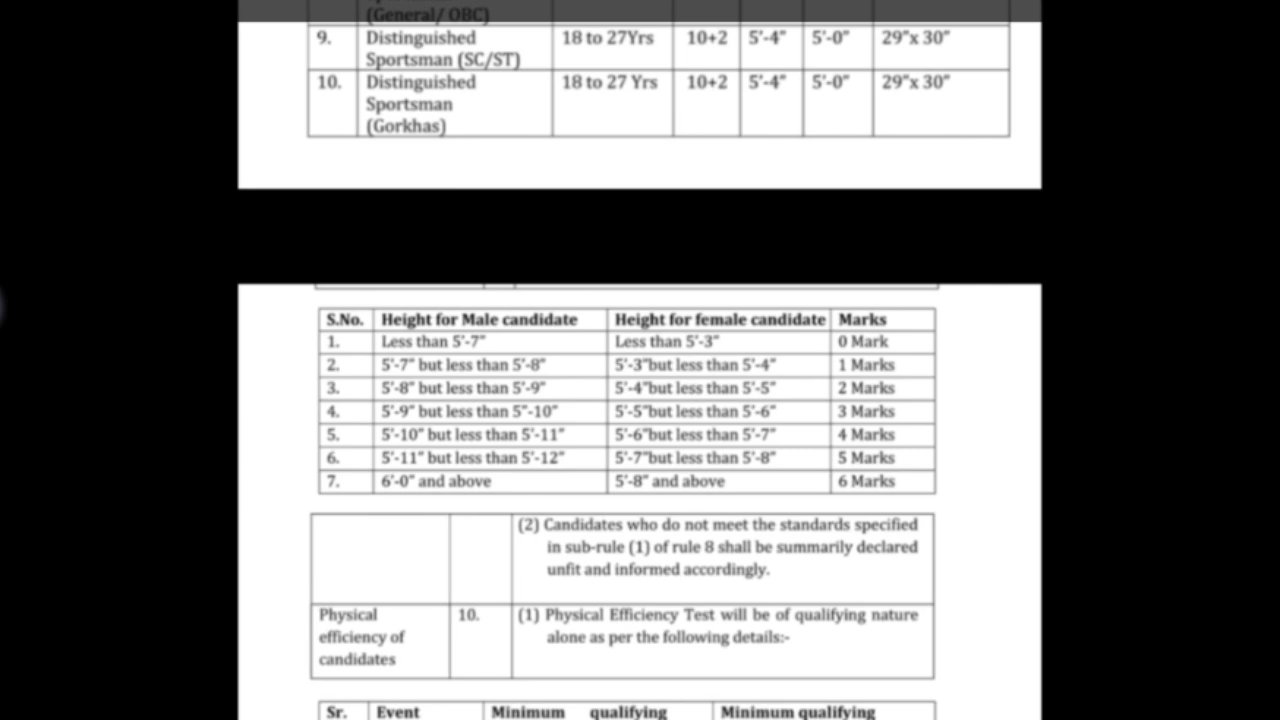 (General/ OBC)
9. Distinguished 18 to 27Yrs 10+2 5'-4" 5'-0" 29"x 30"
Sportsman (SC/ST)
10. Distinguished 18 to 27 Yrs 10+2 5'-4" 5'-0" 29"x 30"
Sportsman
(Gorkhas)
S.No. Height for Male candidate Height for female candidate Marks
1. Less than 5'-7" Less than 5'-3" 0 Mark
2. 5'-7" but less than 5'-8" 5'-3"but less than 5'-4" 1 Marks
3. 5'-8" but less than 5'-9" 5'-4"but less than 5'-5" 2 Marks
4. 5'-9" but less than 5"-10" 5'-5"but less than 5'-6" 3 Marks
5. 5'-10" but less than 5'-11" 5'-6"but less than 5'-7" 4 Marks
6. 5'-11" but less than 5'-12" 5'-7"but less than 5'-8" 5 Marks
7. 6'-0" and above 5'-8" and above 6 Marks
(2) Candidates who do not meet the standards specified
in sub-rule (1) of rule 8 shall be summarily declared
unfit and informed accordingly.
Physical 10. (1) Physical Efficiency Test will be of qualifying nature
efficiency of alone as per the following details:-
candidates
Sr. Event Minimum qualifying Minimum qualifying